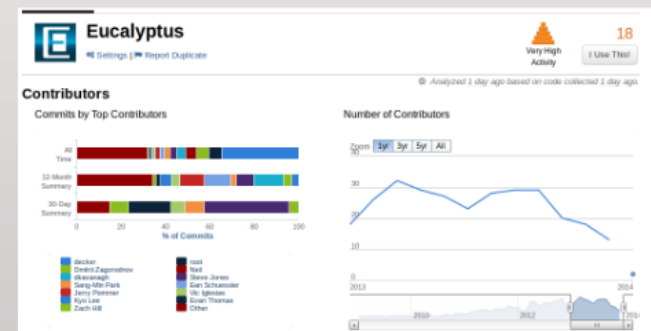 Eucalyptus
Settings | Report Duplicate
Very High
Activity
18
I Use This!
Analyzed 1 day ago based on code collected 1 day ago.
Contributors
Commits by Top Contributors
All
Time
12-Month
Summary
30-Day
Summary
0 20 40 60 80 100
% of Commits
decker
Dmitrii Zagorodnov
dkavanagh
Sang-Min Park
Jerry Pommer
Kyo Lee
Zach Hill
root
Neil
Steve Jones
Ean Schuessler
Vic Iglesias
Evan Thomas
Other
Number of Contributors
Zoom 1yr 3yr 5yr All
30
20
10
0
2013 2014
2010 2012